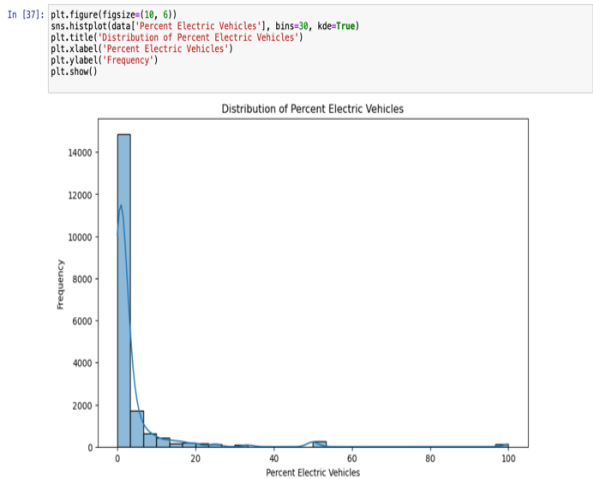 In [37]: plt.figure(figsize=(10, 6))
sns.histplot(data['Percent Electric Vehicles'], bins=30, kde=True)
plt.title('Distribution of Percent Electric Vehicles')
plt.xlabel('Percent Electric Vehicles')
plt.ylabel('Frequency')
plt.show()
Distribution of Percent Electric Vehicles
14000
12000
10000
8000
6000
4000
2000
0
Frequency
0 20 40 60 80 100
Percent Electric Vehicles